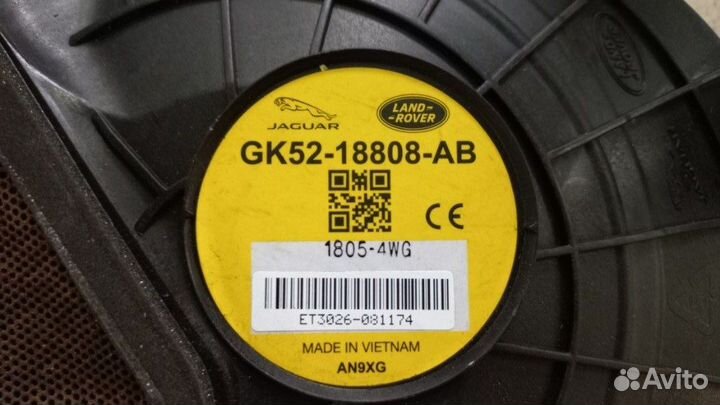 JAGUAR
LAND-
-ROVER
GK52-18808-AB
CE
1805-4WG
ET3026-081174
MADE IN VIETNAM
AN9XG
Avito